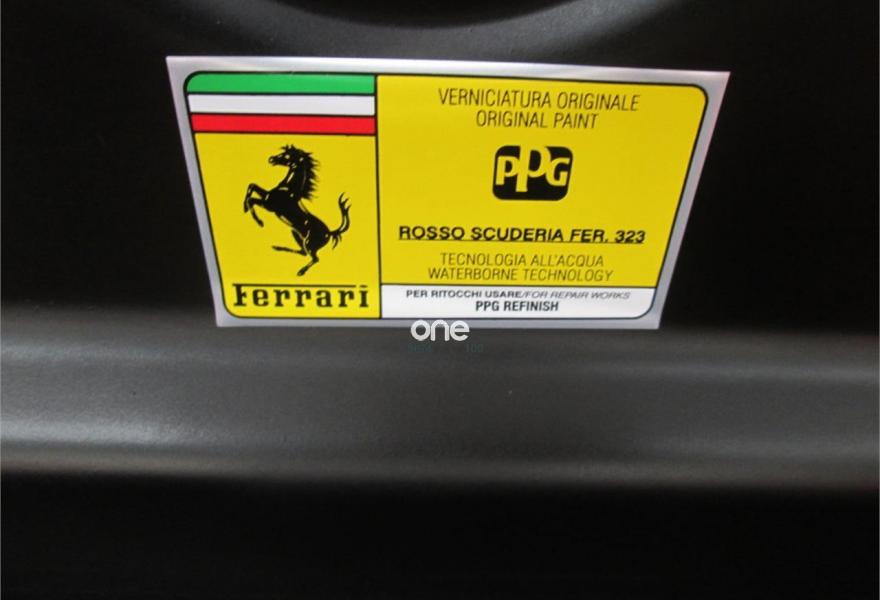 VERNICIATURA ORIGINALE
ORIGINAL PAINT
PPG
ROSSO SCUDERIA FER. 323
TECNOLOGIA ALL'ACQUA
WATERBORNE TECHNOLOGY
Ferrari
PER RITOCCHI USARE/FOR REPAIR WORKS
PPG REFINISH
one